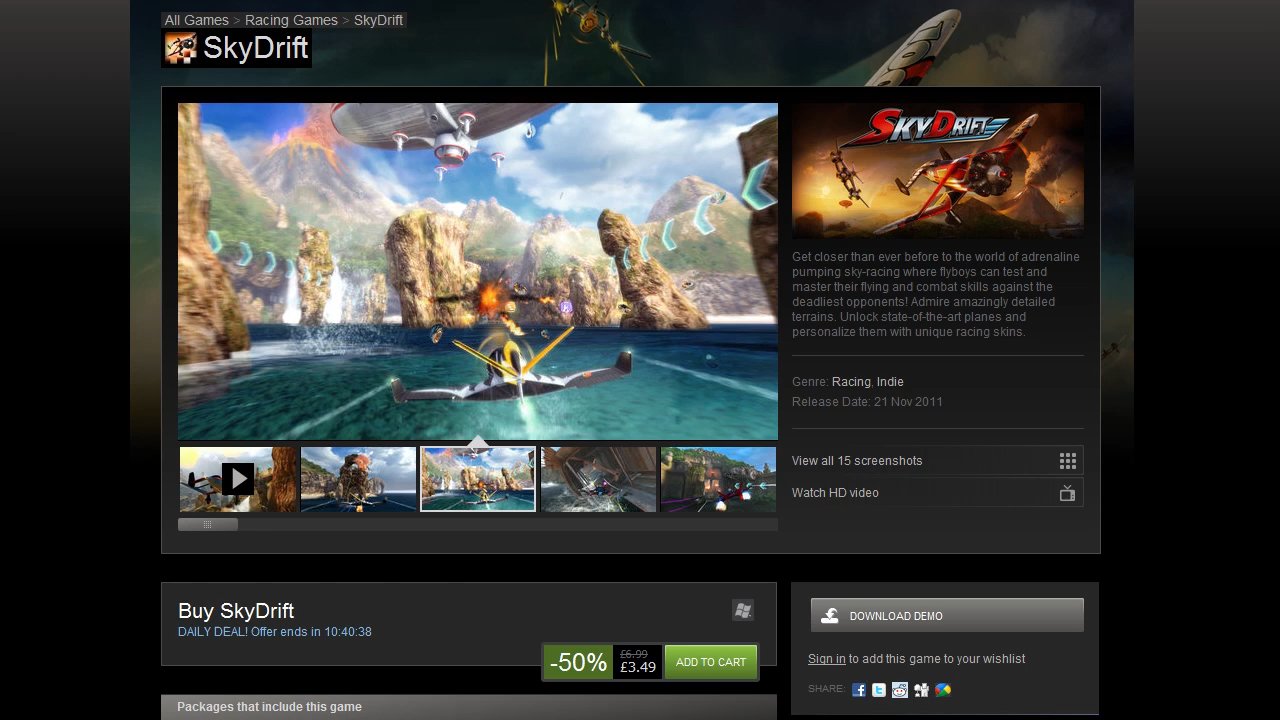 All Games > Racing Games > SkyDrift
SkyDrift
SKYDRIFT
Get closer than ever before to the world of adrenaline
pumping sky-racing where flyboys can test and
master their flying and combat skills against the
deadliest opponents! Admire amazingly detailed
terrains. Unlock state-of-the-art planes and
personalize them with unique racing skins.
Genre: Racing, Indie
Release Date: 21 Nov 2011
View all 15 screenshots
Watch HD video
Buy SkyDrift
DAILY DEAL! Offer ends in 10:40:38
-50%
£6.99
£3.49
ADD TO CART
Packages that include this game
DOWNLOAD DEMO
Sign in to add this game to your wishlist
SHARE: